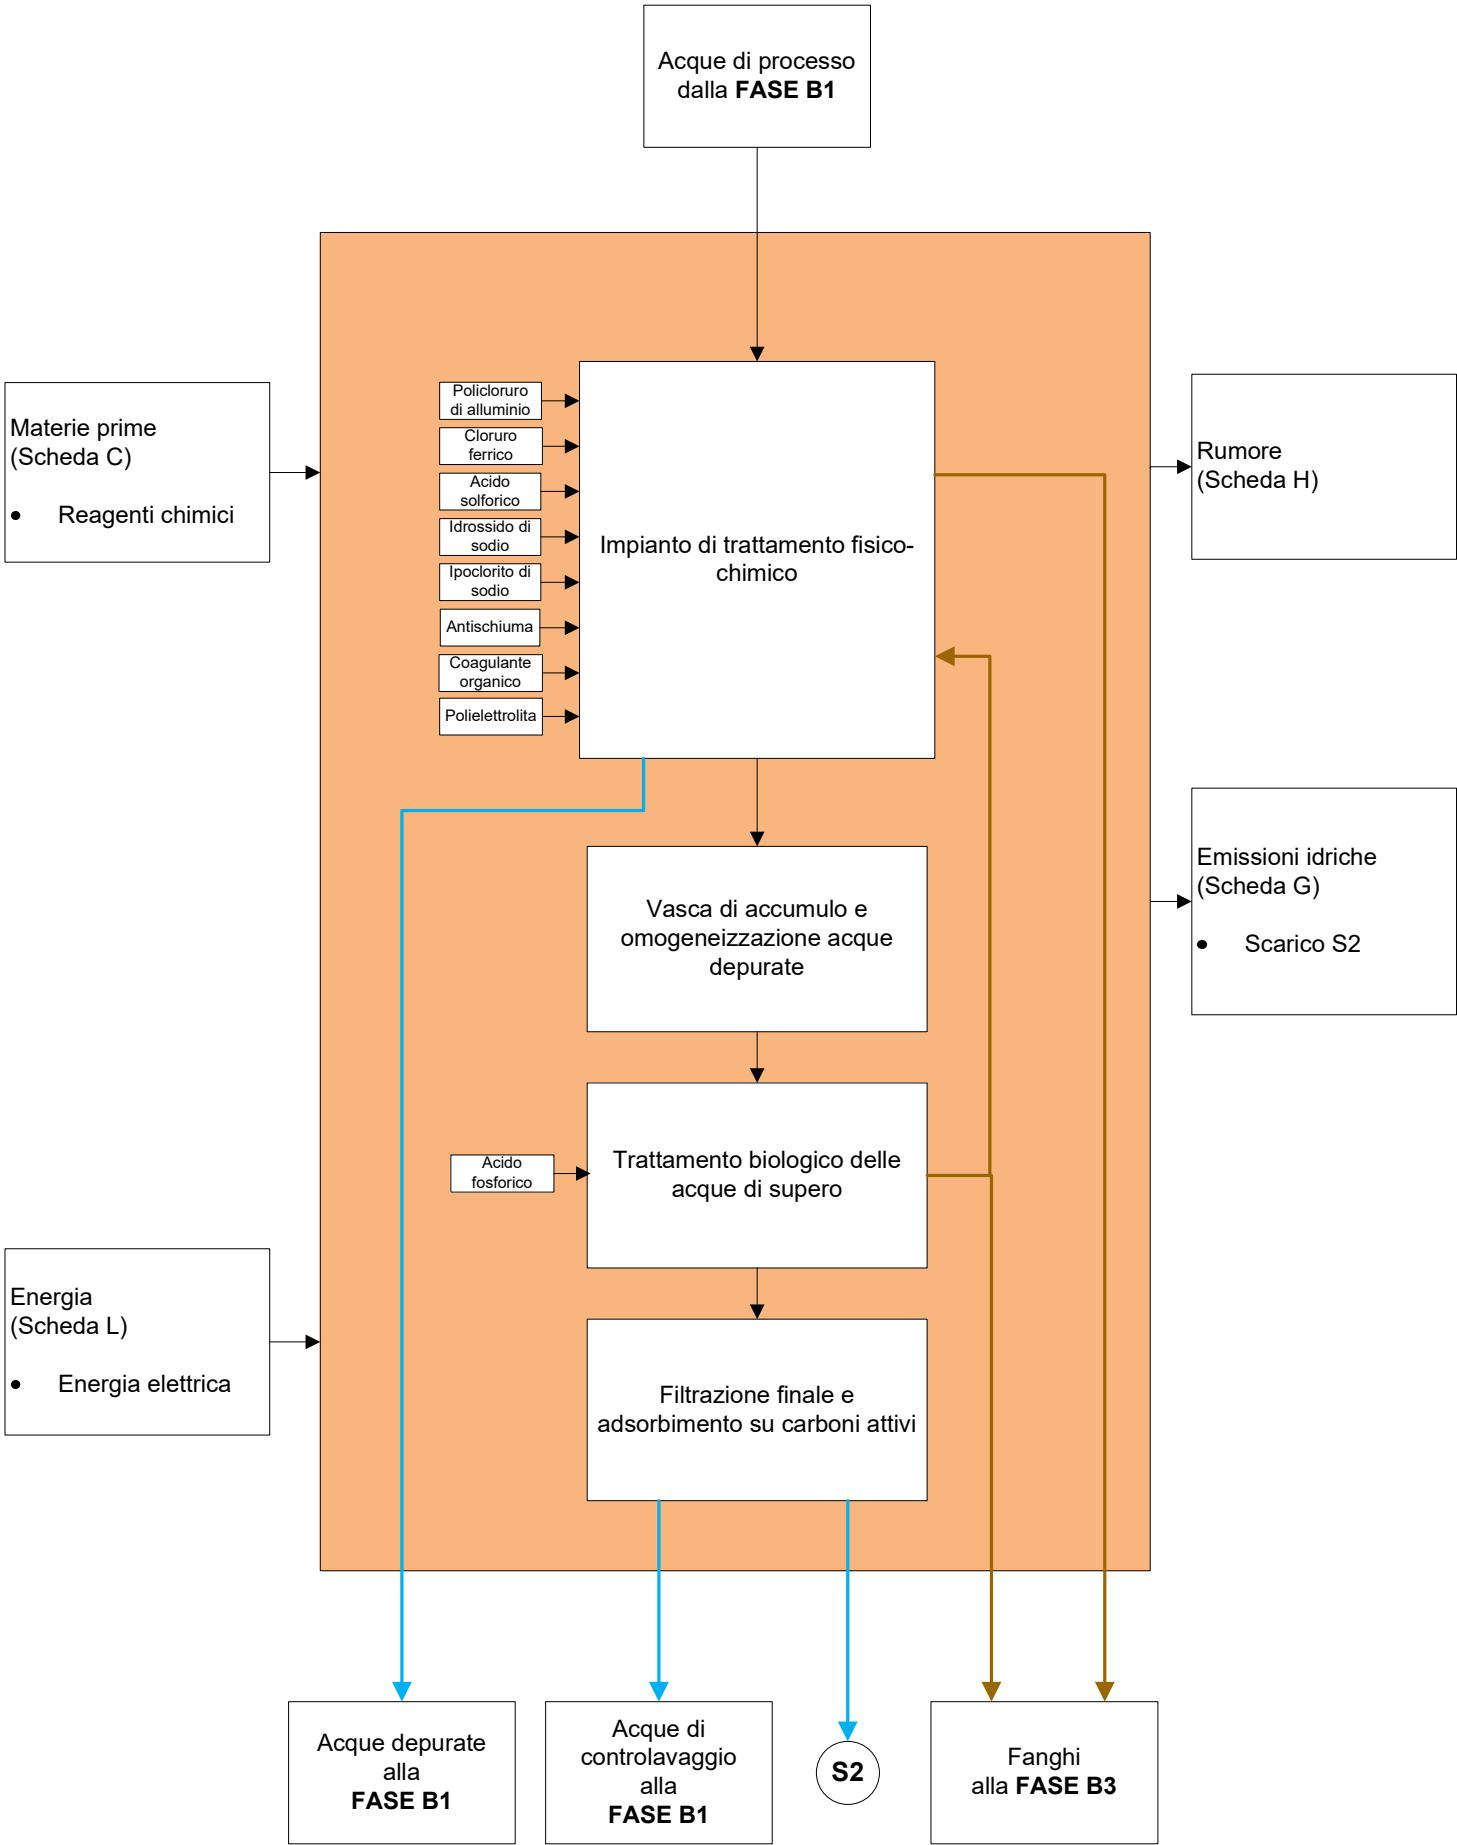 Acque di processo
dalla FASE B1
Materie prime
(Scheda C)
• Reagenti chimici
Policloruro
di alluminio
Cloruro
ferrico
Acido
solforico
Idrossido di
sodio
Ipoclorito di
sodio
Antischiuma
Coagulante
organico
Polielettrolita
Impianto di trattamento fisico-
chimico
Rumore
(Scheda H)
Vasca di accumulo e
omogeneizzazione acque
depurate
Emissioni idriche
(Scheda G)
• Scarico S2
Acido
fosforico
Trattamento biologico delle
acque di supero
Energia
(Scheda L)
• Energia elettrica
Filtrazione finale e
adsorbimento su carboni attivi
Acque depurate
alla
FASE B1
Acque di
controlavaggio
alla
FASE B1
S2
Fanghi
alla FASE B3